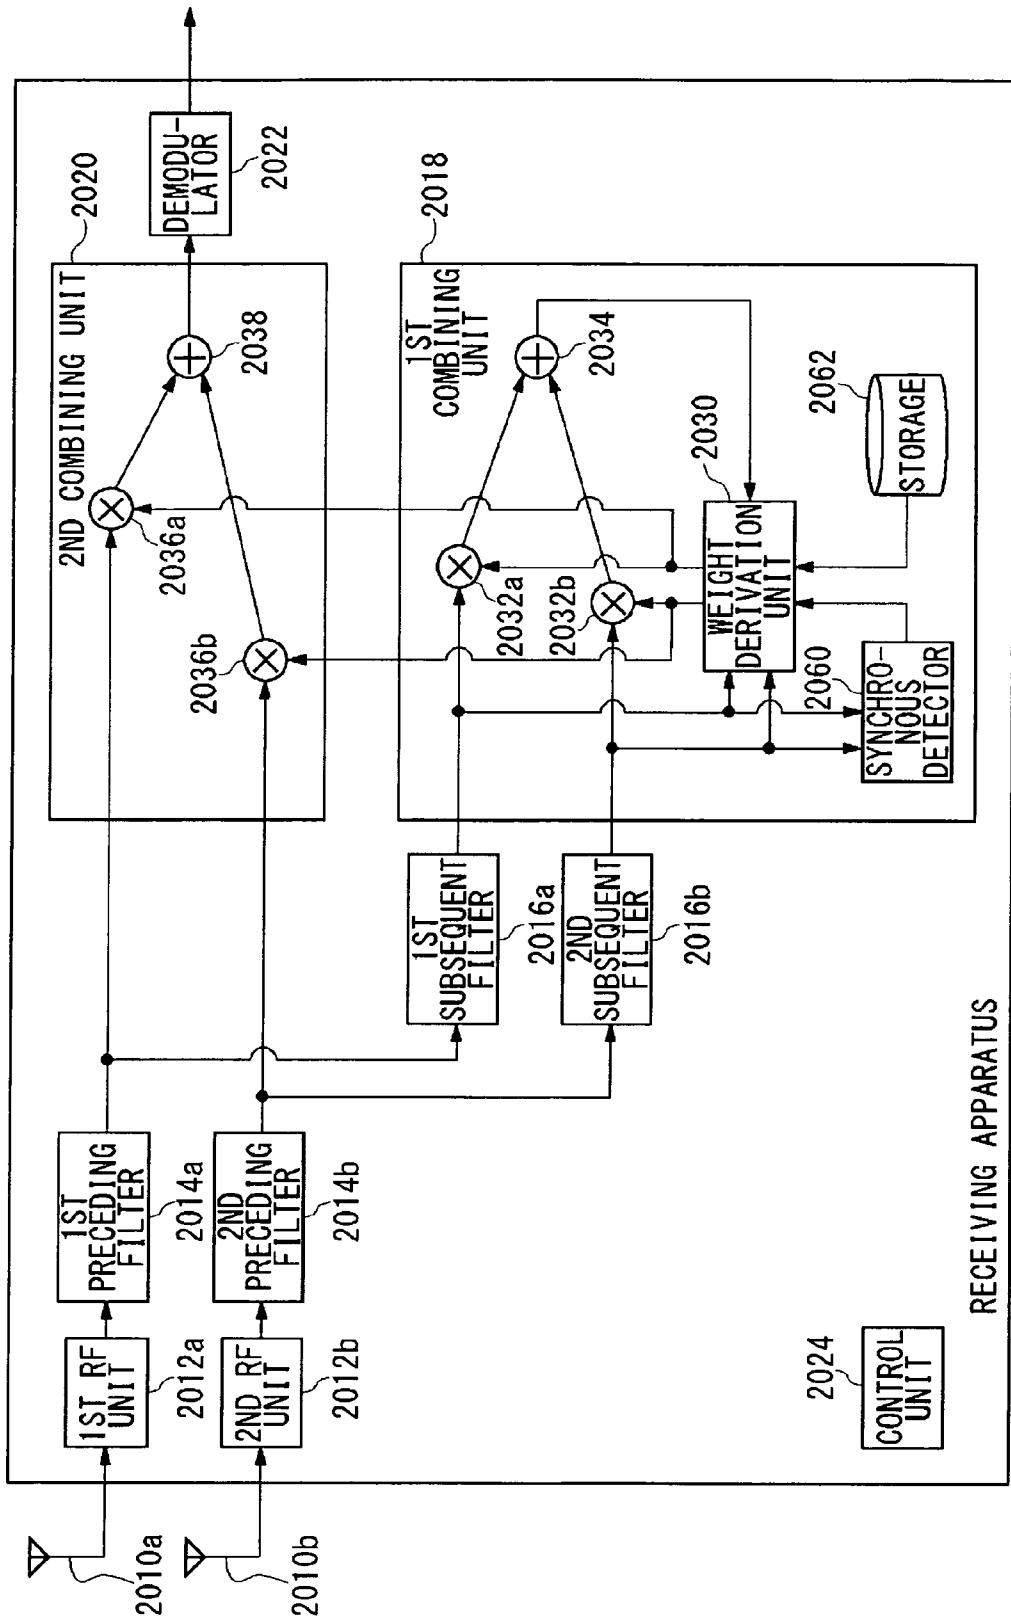 2010a
2010b
1ST RF
UNIT
2012a
2ND RF
UNIT
2012b
1ST
PRECEDING
FILTER
2014a
2ND
PRECEDING
FILTER
2014b
1ST
SUBSEQUENT
FILTER
2016a
2ND
SUBSEQUENT
FILTER
2016b
2ND COMBINING UNIT
2020
2036a
2036b
2038
DEMODU-
LATOR
2022
1ST
COMBINING
UNIT
2018
2032a
2032b
2034
WEIGHT
DERIVATION
UNIT
2030
SYNCHRO-
NOUS
DETECTOR
2060
STORAGE
2062
CONTROL
UNIT
2024
RECEIVING APPARATUS